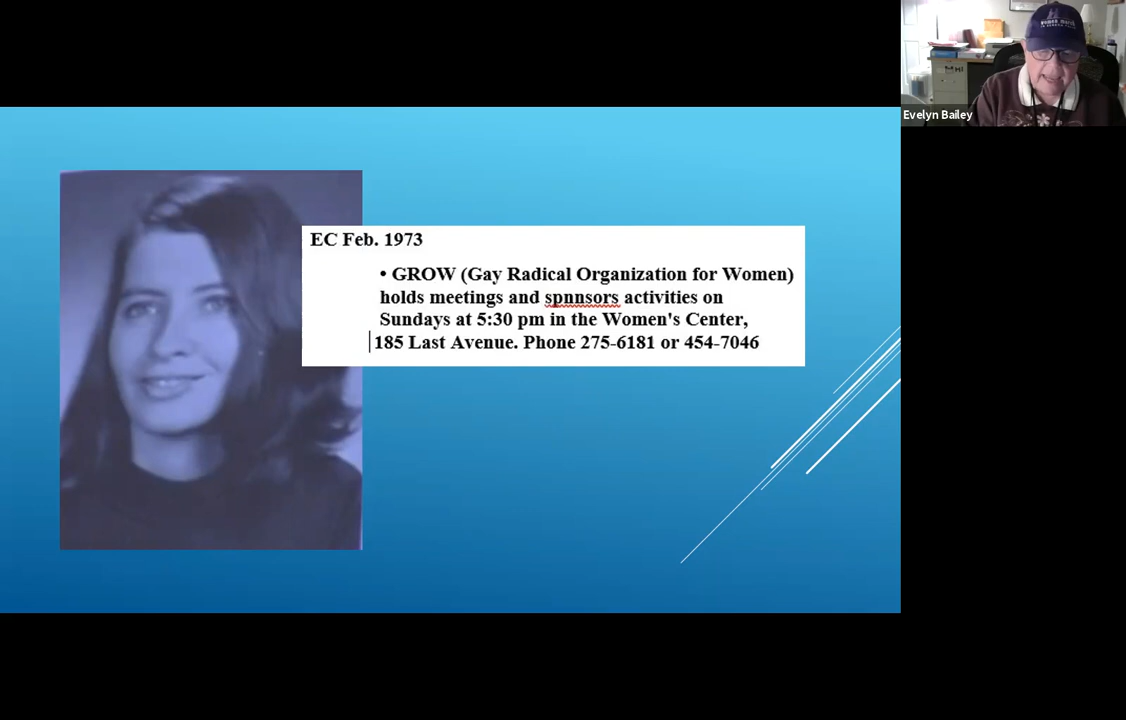 EC Feb. 1973
• GROW (Gay Radical Organization for Women)
holds meetings and spnnsors activities on
Sundays at 5:30 pm in the Women's Center,
185 Last Avenue. Phone 275-6181 or 454-7046
Evelyn Bailey